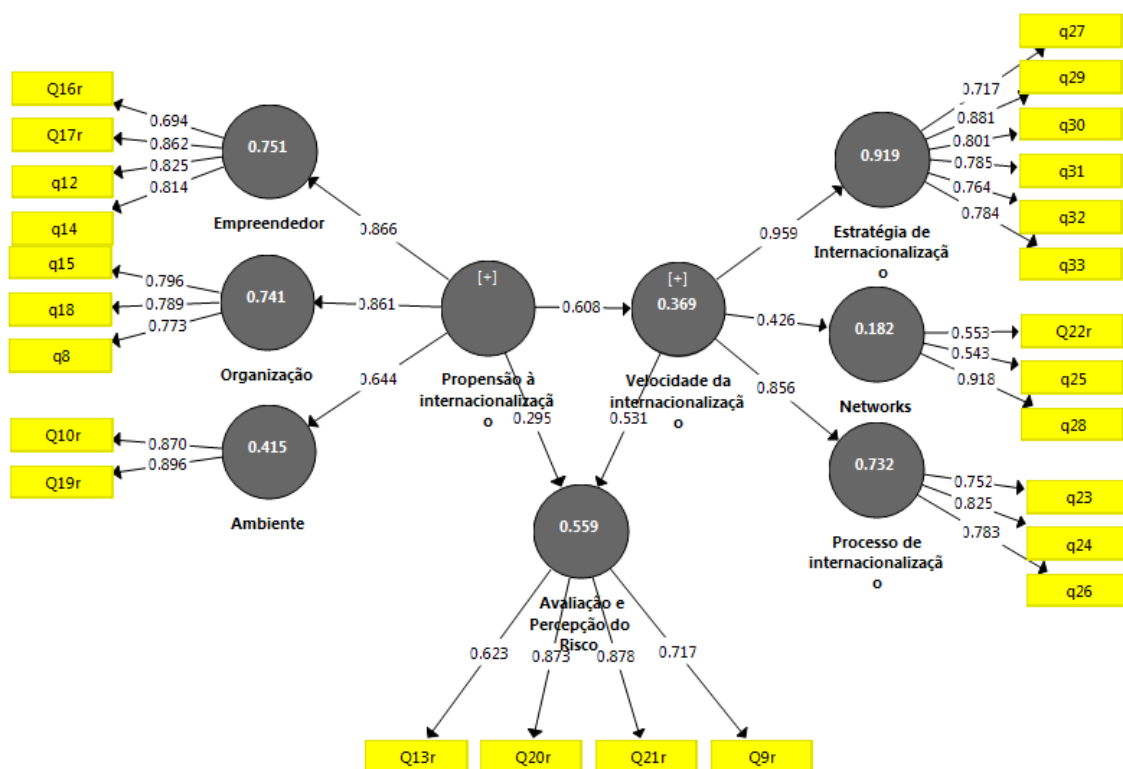 Q16r
Q17r
q12
q14
0.694
0.862
0.825
0.814
0.751
Empreendedor
q15
q18
q8
0.796
0.789
0.773
0.741
Organização
Q10r
Q19r
0.870
0.896
0.415
Ambiente
0.866
0.861
0.644
[+]
Propensão à
internacionalizaçã
o
0.608
0.295
[+]
0.369
Velocidade da
internacionalizaçã
o
0.531
0.959
0.426
0.856
0.919
Estratégia de
Internacionalizaçã
o
0.717
0.881
0.801
0.785
0.764
0.784
q27
q29
q30
q31
q32
q33
0.182
Networks
0.553
0.543
0.918
Q22r
q25
q28
0.732
Processo de
internacionalizaçã
o
0.752
0.825
0.783
q23
q24
q26
0.559
Avaliação e
Percepção do
Risco
0.623
0.873
0.878
0.717
Q13r
Q20r
Q21r
Q9r